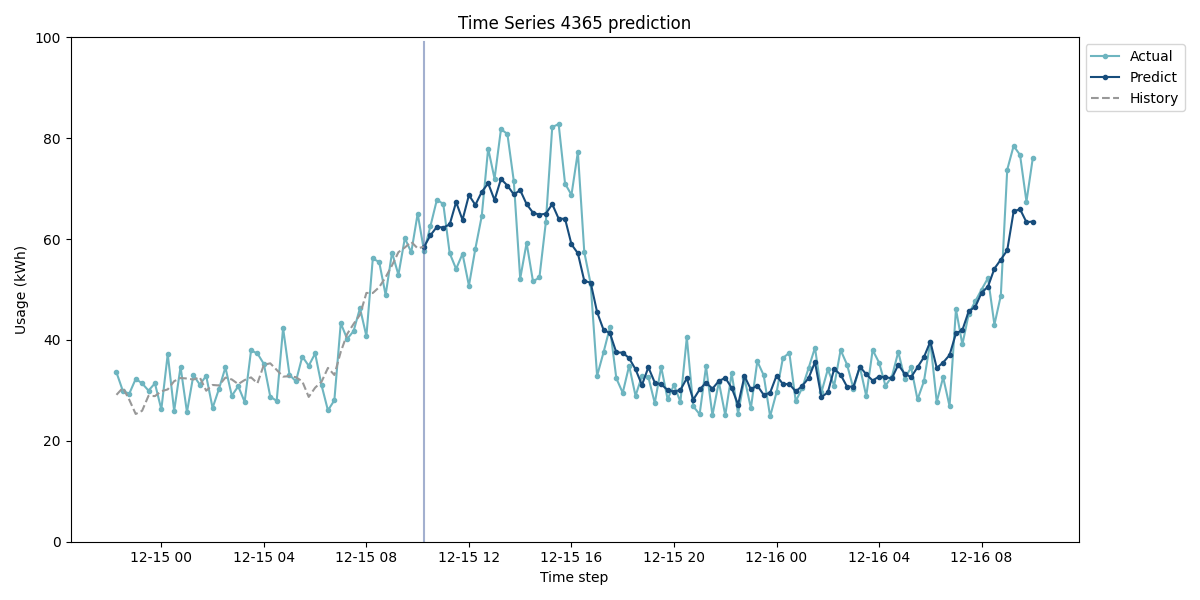 Time Series 4365 prediction
Usage (kWh)
100
80
60
40
20
0
12-15 00
12-15 04
12-15 08
12-15 12
12-15 16
12-15 20
12-16 00
12-16 04
12-16 08
Time step
Actual
Predict
History